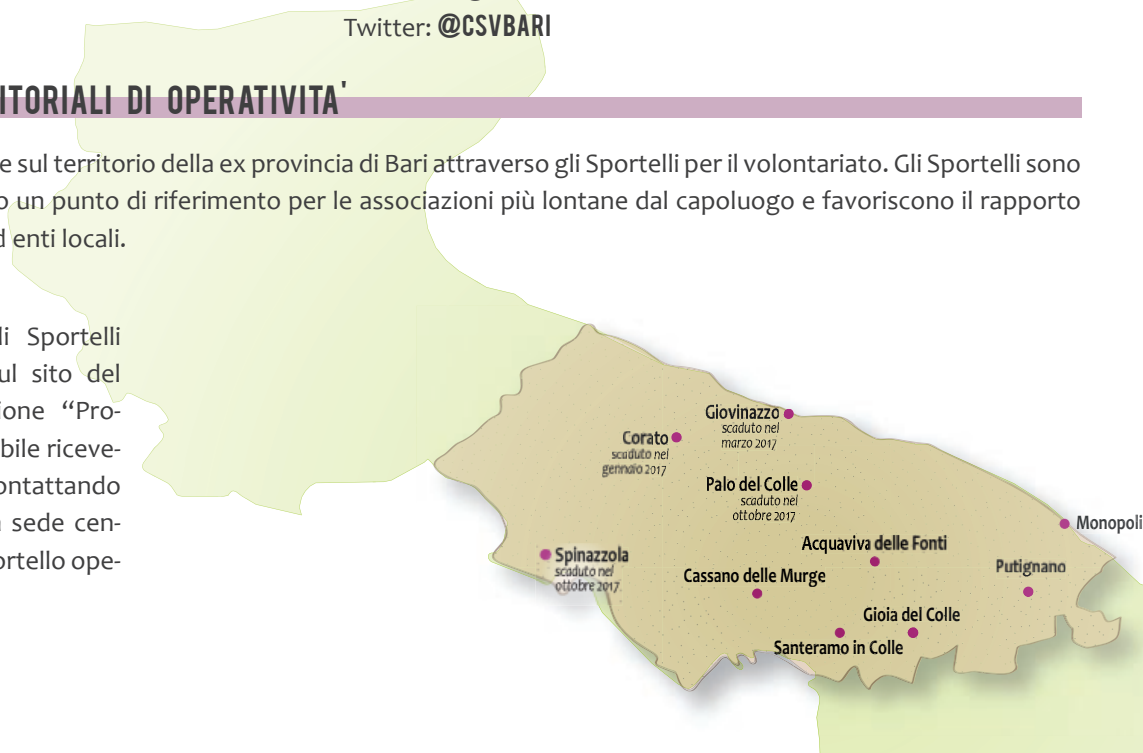 Twitter: @CSVBARI
ITORIALI DI OPERATIVITA'
e sul territorio della ex provincia di Bari attraverso gli Sportelli per il volontariato. Gli Sportelli sono
o un punto di riferimento per le associazioni più lontane dal capoluogo e favoriscono il rapporto
d enti locali.
li Sportelli
ul sito del
ione “Pro-
bile riceve-
ontattando
a sede cen-
ortello ope-
Giovinazzo
scaduto nel
marzo 2017
Corato
scaduto nel
gennaio 2017
Palo del Colle
scaduto nel
ottobre 2017
Monopoli
Spinazzola
scaduto nel
ottobre 2017
Acquaviva delle Fonti
Cassano delle Murge
Putignano
Gioia del Colle
Santeramo in Colle